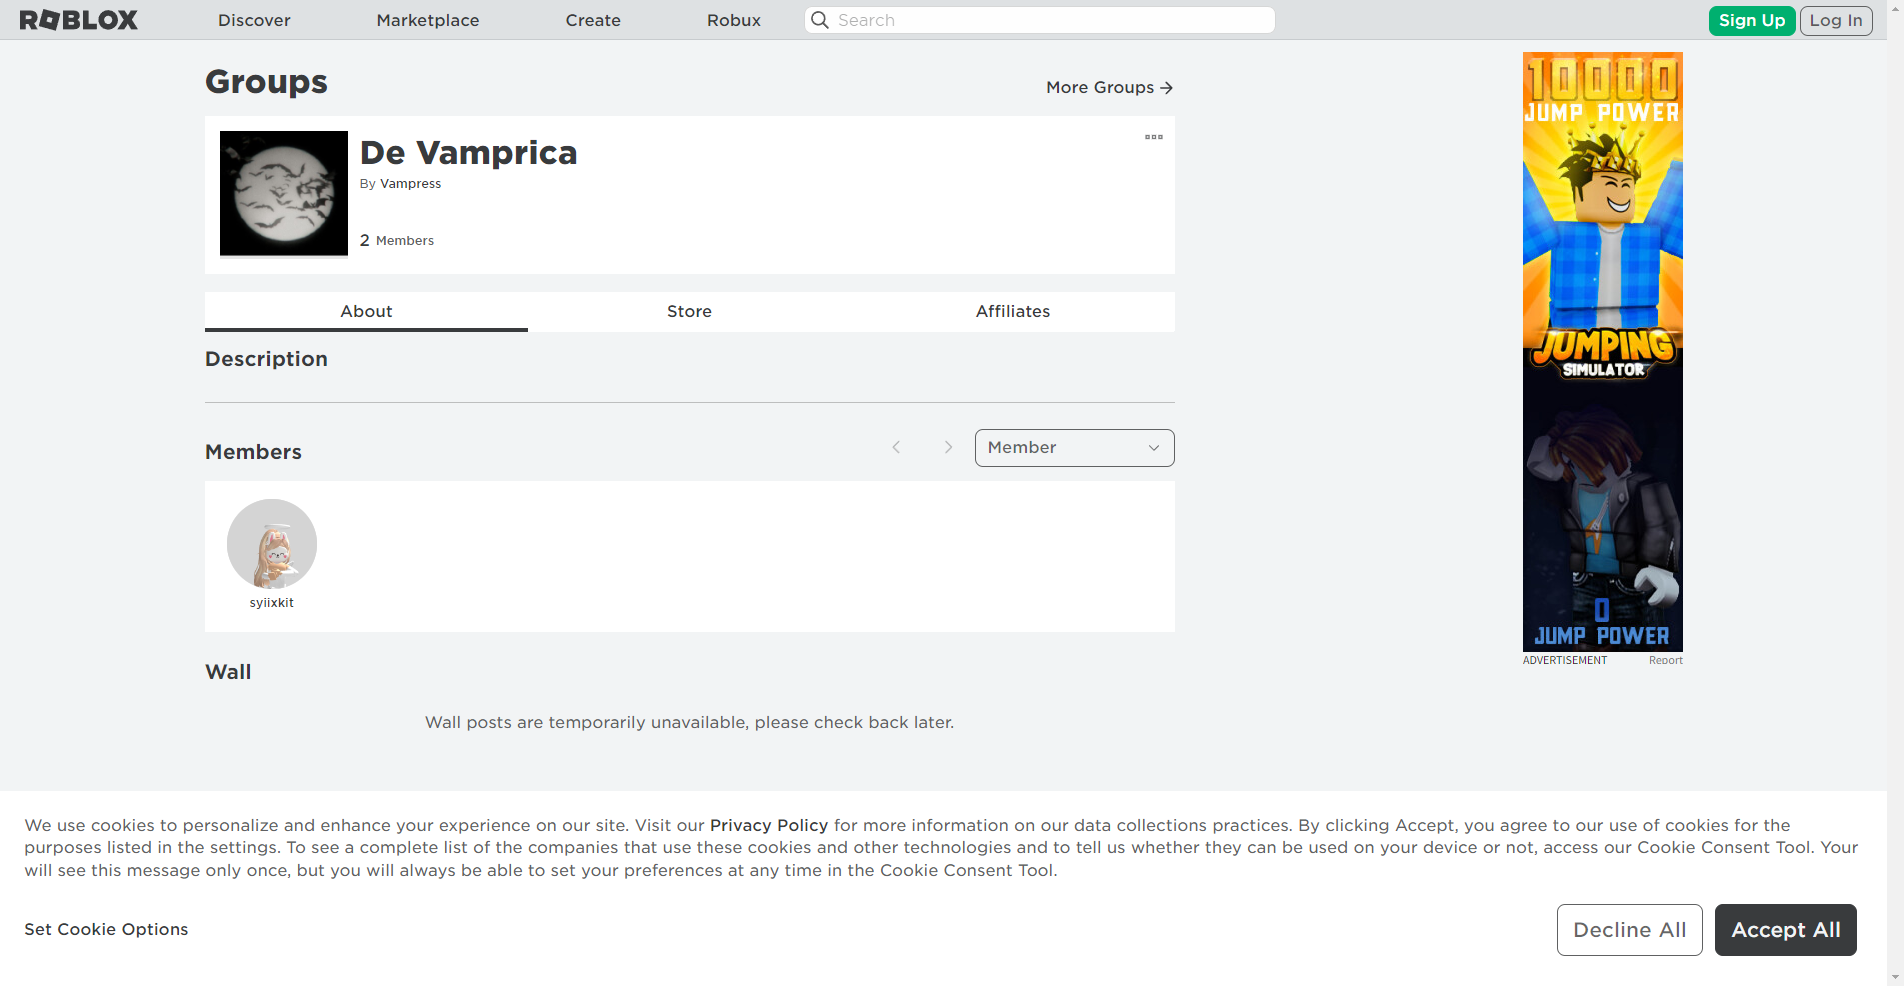 ROBLOX
Discover
Marketplace
Create
Robux
Search
Sign Up
Log In
Groups
More Groups
De Vamprica
By Vampress
2 Members
About
Store
Affiliates
Description
Members
Member
syiixkit
Wall
Wall posts are temporarily unavailable, please check back later.
10000
JUMP POWER
JUMPING
SIMULATOR
0
JUMP POWER
ADVERTISEMENT
Report
We use cookies to personalize and enhance your experience on our site. Visit our Privacy Policy for more information on our data collections practices. By clicking Accept, you agree to our use of cookies for the
purposes listed in the settings. To see a complete list of the companies that use these cookies and other technologies and to tell us whether they can be used on your device or not, access our Cookie Consent Tool. Your
will see this message only once, but you will always be able to set your preferences at any time in the Cookie Consent Tool.
Set Cookie Options
Decline All
Accept All